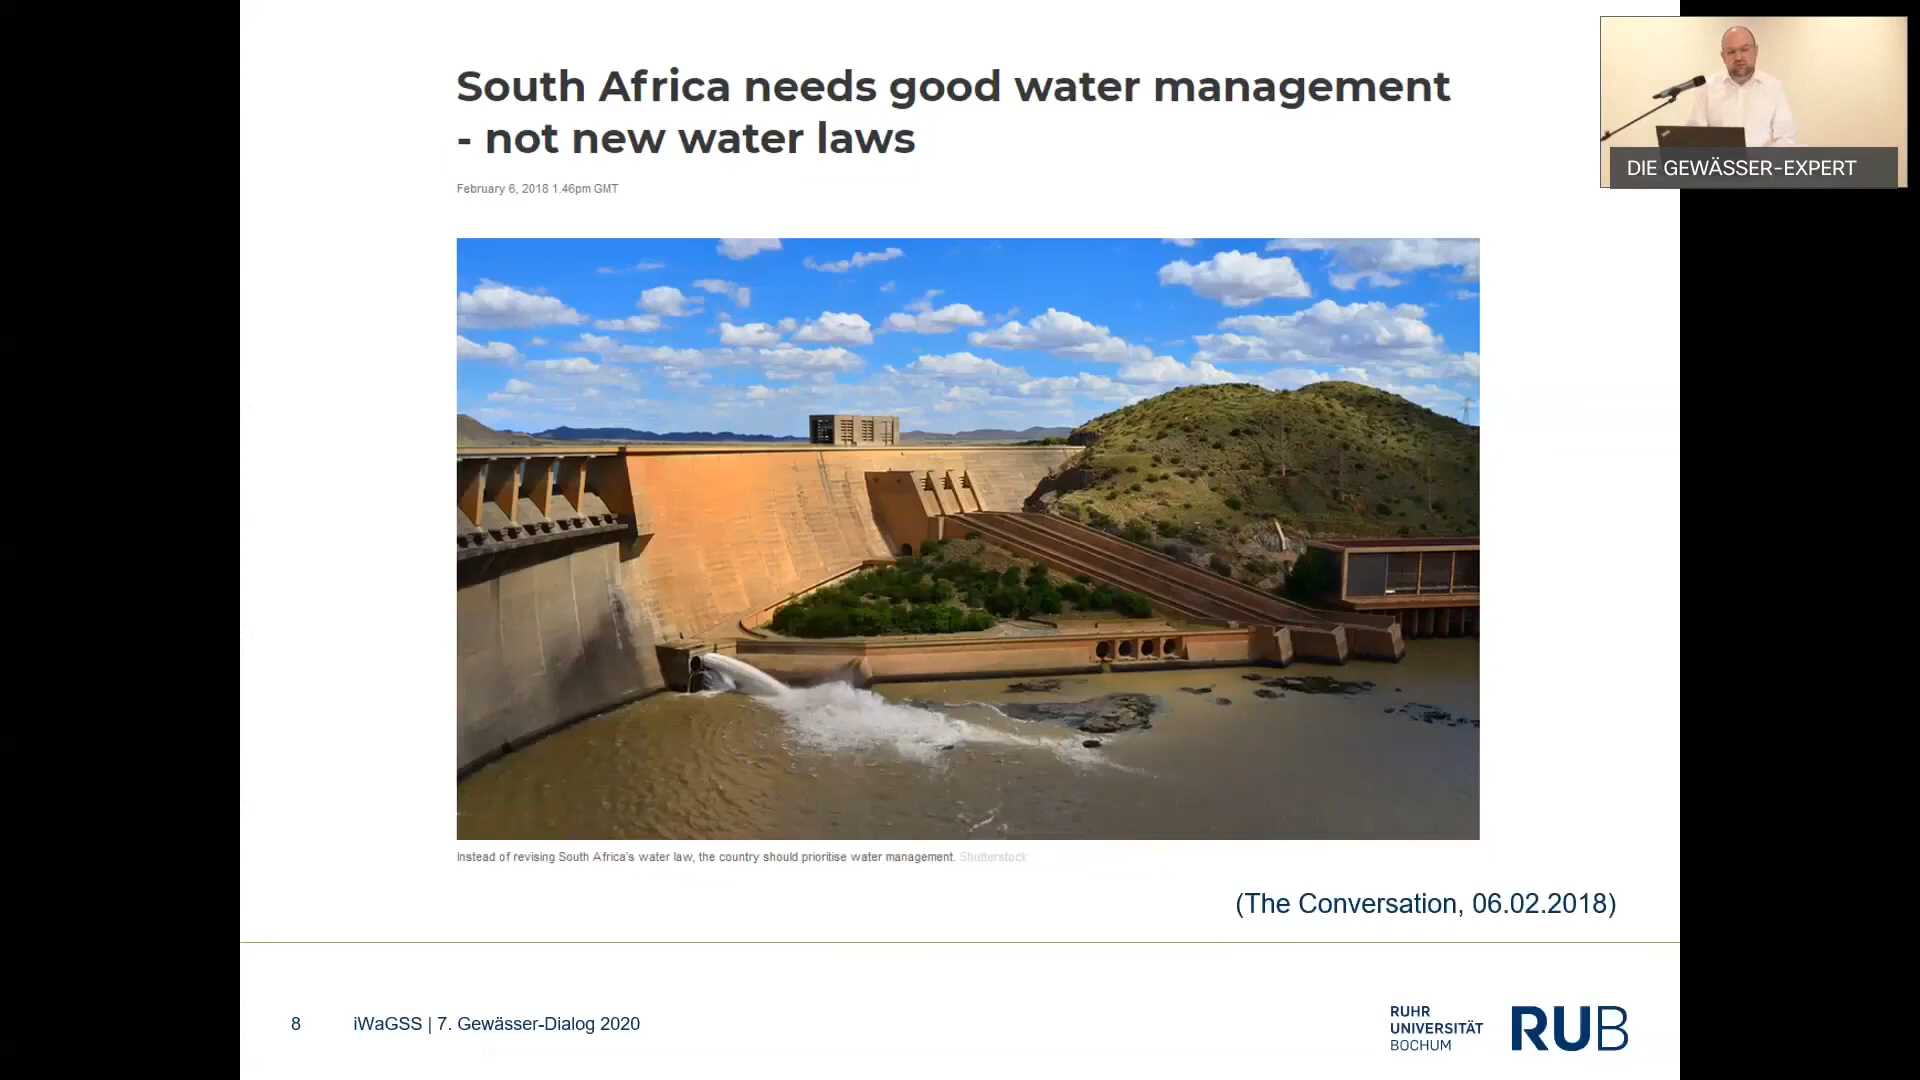 South Africa needs good water management
- not new water laws
February 6, 2018 1.46pm GMT
DIE GEWÄSSER-EXPERT
Instead of revising South Africa's water law, the country should prioritise water management. Shutterstock
(The Conversation, 06.02.2018)
8 iWaGSS | 7. Gewässer-Dialog 2020
RUHR
UNIVERSITÄT
BOCHUM
RUB